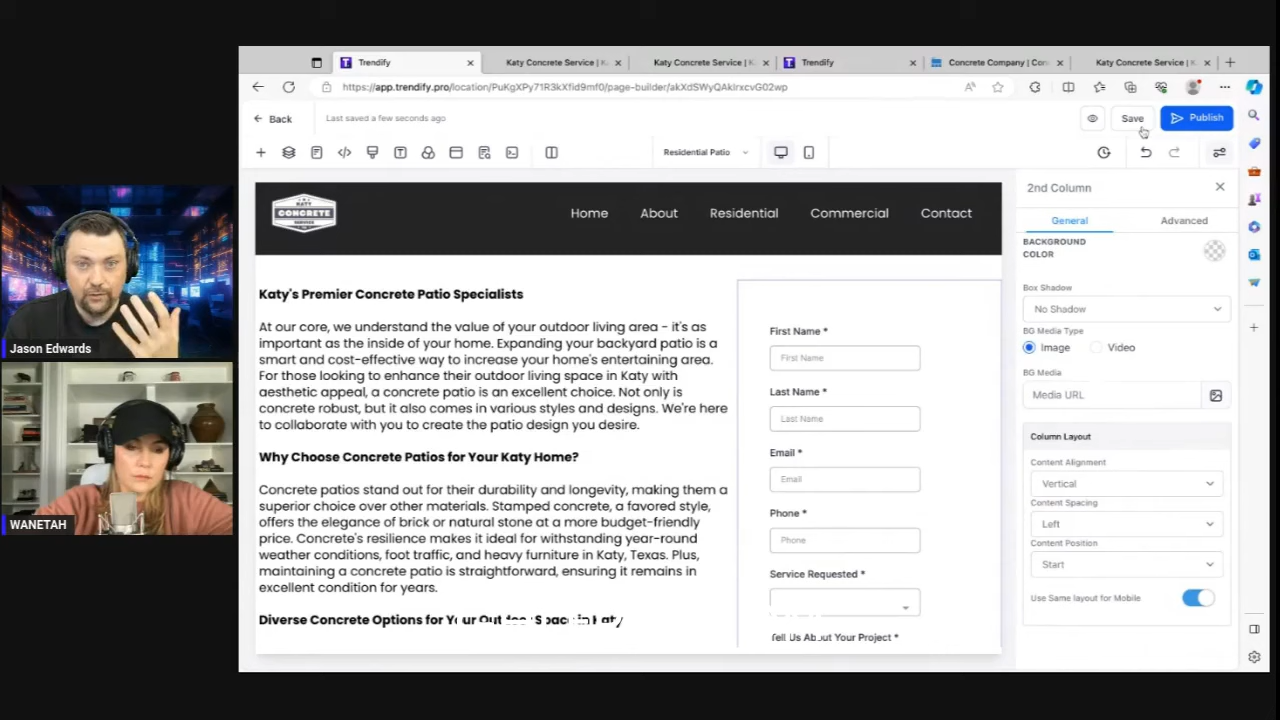 Trendify
Katy Concrete Service | K
Katy Concrete Service | K
Trendify
Concrete Company | Con
Katy Concrete Service | K
https://app.trendify.pro/location/PuKgXPy71R3kXfid9mf0/page-builder/akXdSWyQAkIrxcvG02wp
Back
Last saved a few seconds ago
Save
Publish
Residential Patio
KATY
CONCRETE
SERVICE
Home
About
Residential
Commercial
Contact
Katy's Premier Concrete Patio Specialists
At our core, we understand the value of your outdoor living area - it's as
important as the inside of your home. Expanding your backyard patio is a
smart and cost-effective way to increase your home's entertaining area.
For those looking to enhance their outdoor living space in Katy with
aesthetic appeal, a concrete patio is an excellent choice. Not only is
concrete robust, but it also comes in various styles and designs. We're here
to collaborate with you to create the patio design you desire.
Why Choose Concrete Patios for Your Katy Home?
Concrete patios stand out for their durability and longevity, making them a
superior choice over other materials. Stamped concrete, a favored style,
offers the elegance of brick or natural stone at a more budget-friendly
price. Concrete's resilience makes it ideal for withstanding year-round
weather conditions, foot traffic, and heavy furniture in Katy, Texas. Plus,
maintaining a concrete patio is straightforward, ensuring it remains in
excellent condition for years.
Diverse Concrete Options for Your Outdoor Space in Katy
First Name *
First Name
Last Name *
Last Name
Email *
Email
Phone *
Phone
Service Requested *
Tell Us About Your Project *
2nd Column
General
Advanced
BACKGROUND
COLOR
Box Shadow
No Shadow
BG Media Type
Image
Video
BG Media
Media URL
Column Layout
Content Alignment
Vertical
Content Spacing
Left
Content Position
Start
Use Same layout for Mobile
Jason Edwards
WANETAH